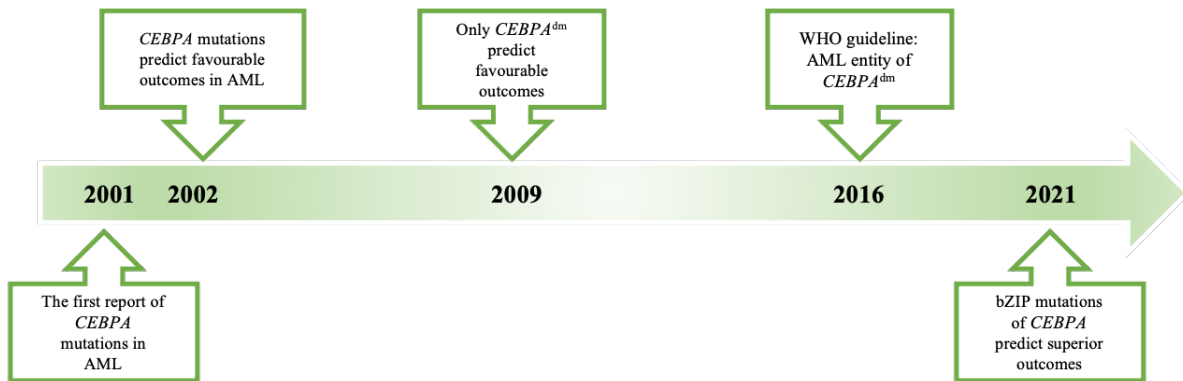 CEBPA mutations
predict favourable
outcomes in AML
Only CEBPAdm
predict
favourable
outcomes
WHO guideline:
AML entity of
CEBPAdm
2001
2002
2009
2016
2021
The first report of
CEBPA
mutations in
AML
bZIP mutations
of CEBPA
predict superior
outcomes